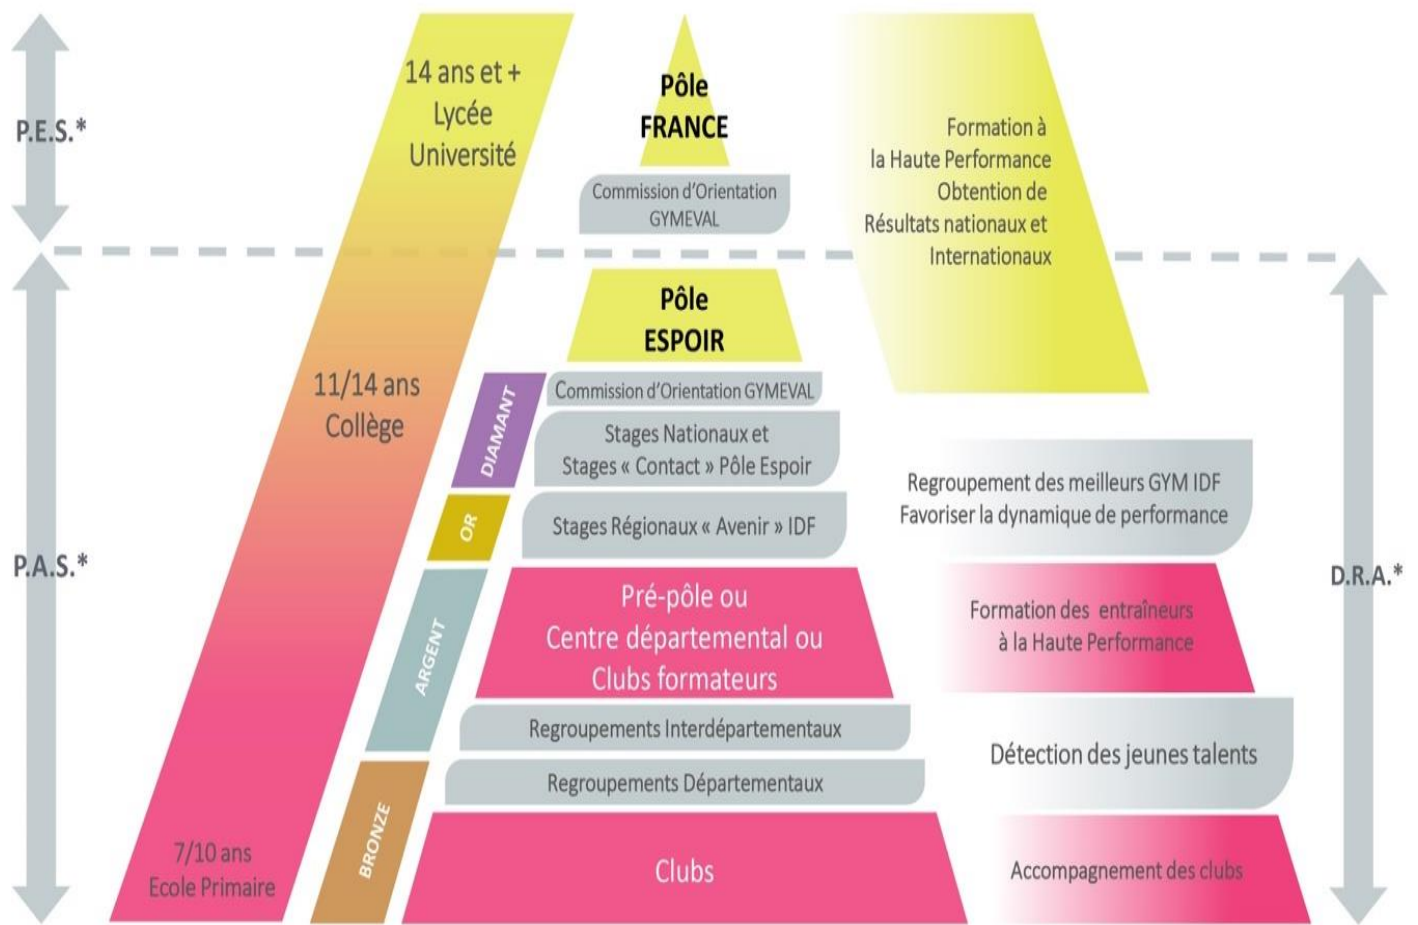 P.E.S.*
14 ans et +
Lycée
Université
Pôle
FRANCE
Commission d'Orientation
GYMEVAL
Formation à
la Haute Performance
Obtention de
Résultats nationaux et
Internationaux
P.A.S.*
11/14 ans
Collège
7/10 ans
Ecole Primaire
DIAMANT
OR
ARGENT
BRONZE
Pôle
ESPOIR
Commission d'Orientation GYMEVAL
Stages Nationaux et
Stages « Contact » Pôle Espoir
Stages Régionaux « Avenir » IDF
Pré-pôle ou
Centre départemental ou
Clubs formateurs
Regroupements Interdépartementaux
Regroupements Départementaux
Clubs
Regroupement des meilleurs GYM IDF
Favoriser la dynamique de performance
Formation des entraîneurs
à la Haute Performance
Détection des jeunes talents
Accompagnement des clubs
D.R.A.*